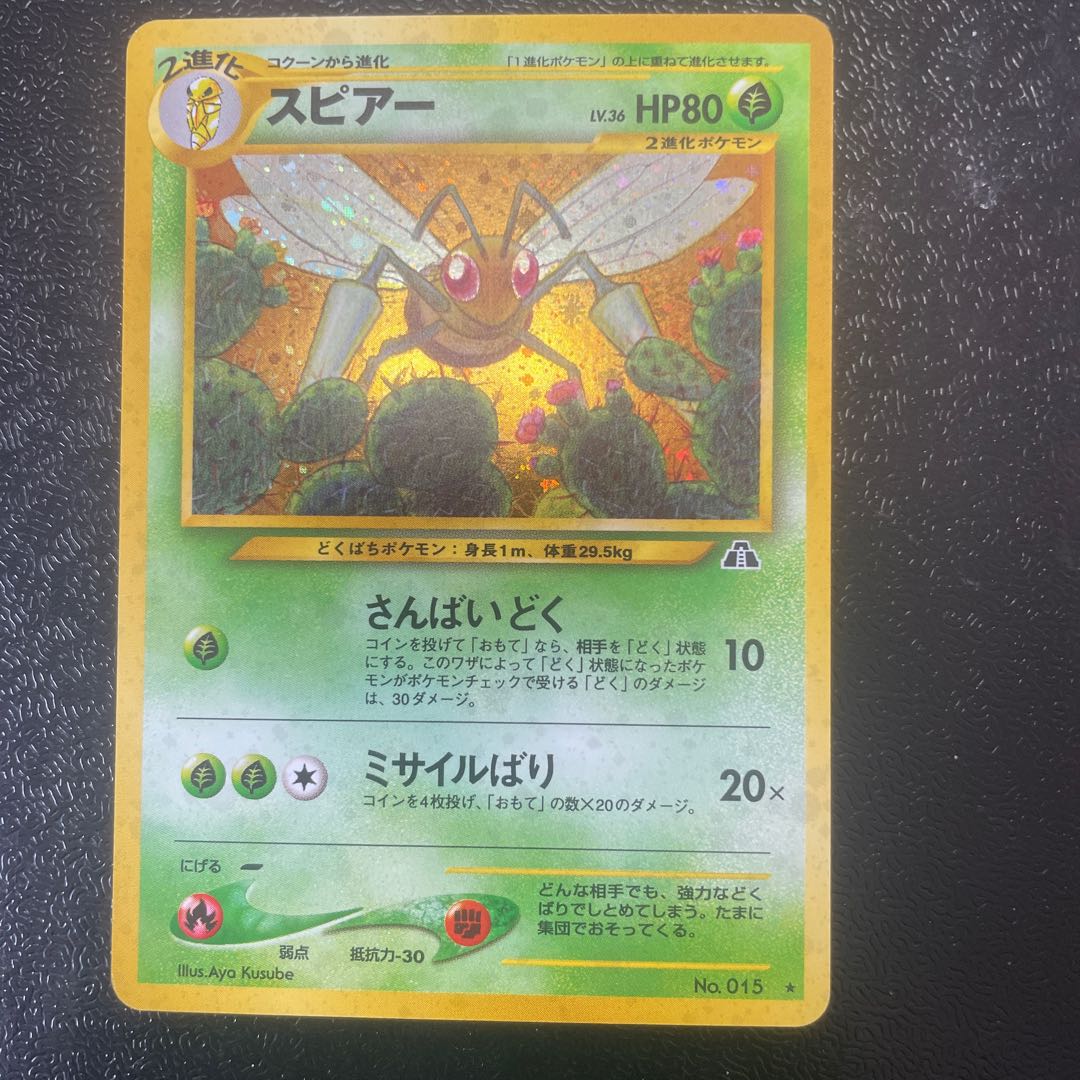 2進化
コクーンから進化
「1進化ポケモン」の上に重ねて進化させます。
スピアー
LV.36 HP80
2進化ポケモン
どくばちポケモン：身長1m、体重29.5kg
さんばいどく
コインを投げて「おもて」なら、相手を「どく」状態
にする。このワザによって「どく」状態になったポケ
モンがポケモンチェックで受ける「どく」のダメージ
は、30ダメージ。
10
ミサイルばり
コインを4枚投げ、「おもて」の数×20のダメージ。
20×
にげる
弱点
抵抗力-30
どんな相手でも、強力などく
ばりでしとめてしまう。たまに
集団でおそってくる。
Illus.Aya Kusube
No. 015 ★